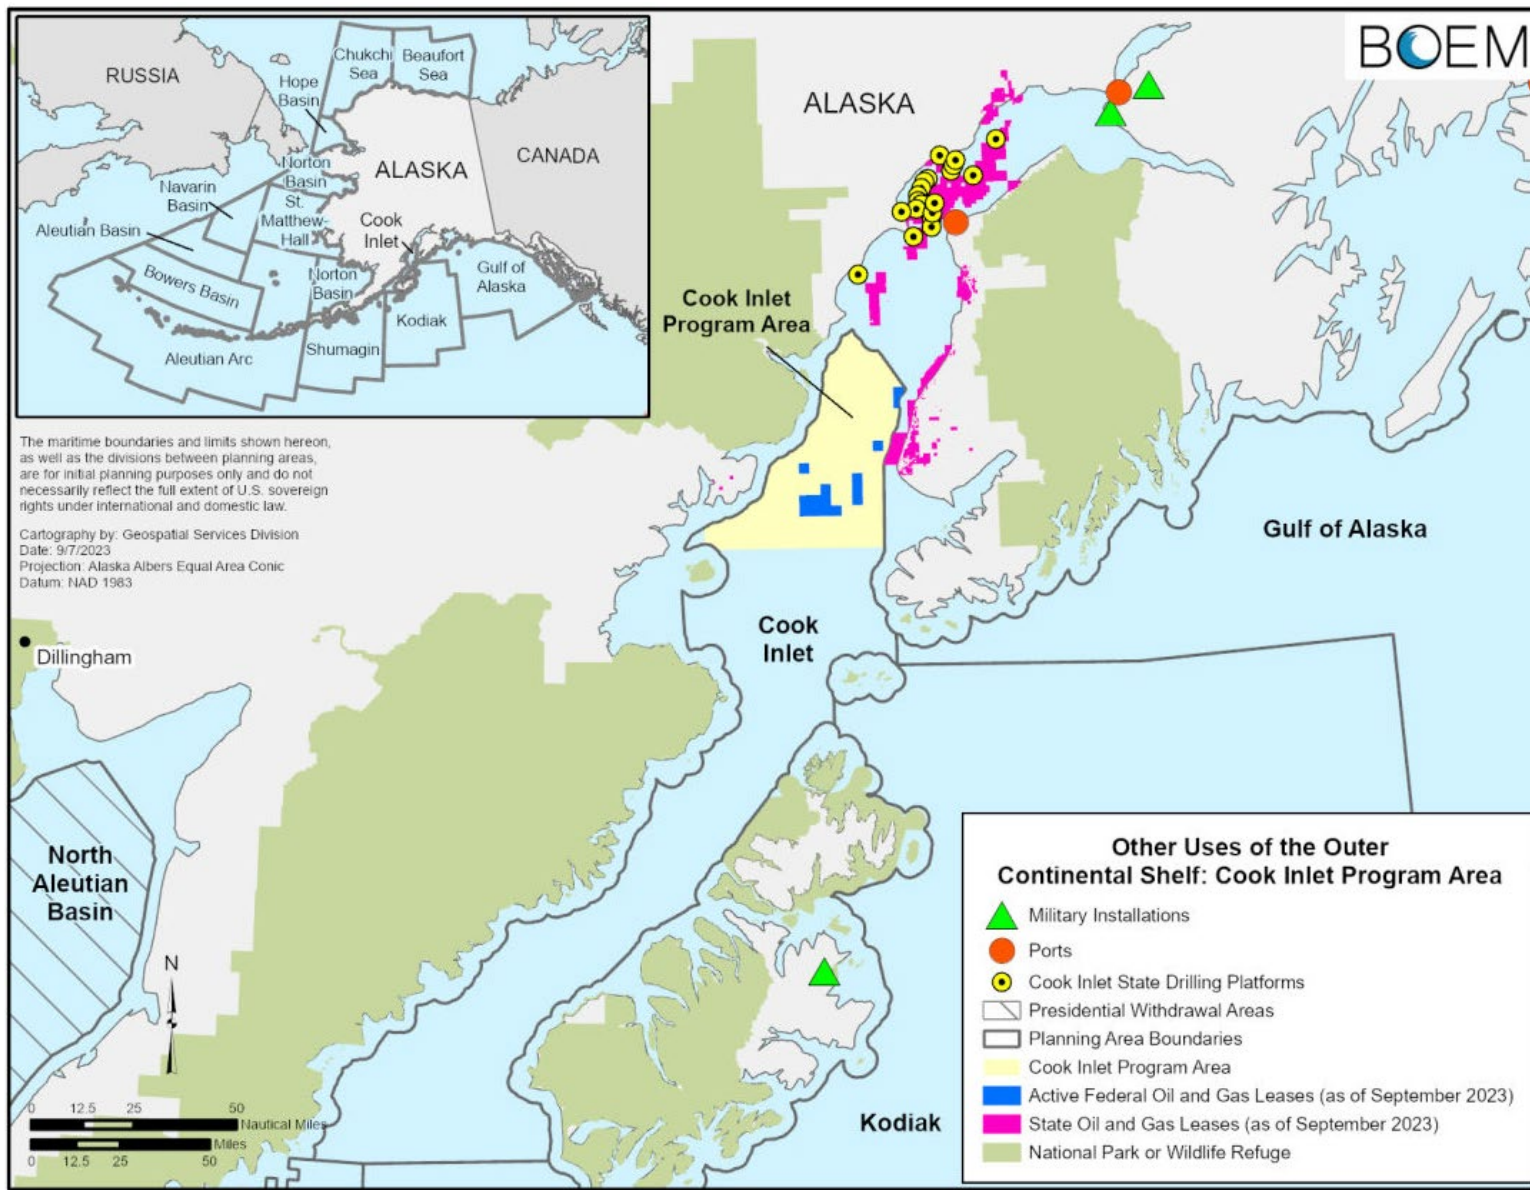 BOEM
RUSSIA
Chukchi
Sea
Beaufort
Sea
Hope
Basin
ALASKA
CANADA
Norton
Basin
Navarin
Basin
St.
Matthew-
Hall
Aleutian Basin
Cook
Inlet
Bowers Basin
Norton
Basin
Gulf of
Alaska
Kodiak
Aleutian Arc
Shumagin
ALASKA
Cook Inlet
Program Area
The maritime boundaries and limits shown hereon,
as well as the divisions between planning areas,
are for initial planning purposes only and do not
necessarily reflect the full extent of U.S. sovereign
rights under international and domestic law.
Cartography by: Geospatial Services Division
Date: 9/7/2023
Projection: Alaska Albers Equal Area Conic
Datum: NAD 1983
Gulf of Alaska
Cook
Inlet
Dillingham
North
Aleutian
Basin
N
Kodiak
0 12.5 25 50
Nautical Miles
Miles
0 12.5 25 50
Other Uses of the Outer
Continental Shelf: Cook Inlet Program Area
Military Installations
Ports
Cook Inlet State Drilling Platforms
Presidential Withdrawal Areas
Planning Area Boundaries
Cook Inlet Program Area
Active Federal Oil and Gas Leases (as of September 2023)
State Oil and Gas Leases (as of September 2023)
National Park or Wildlife Refuge